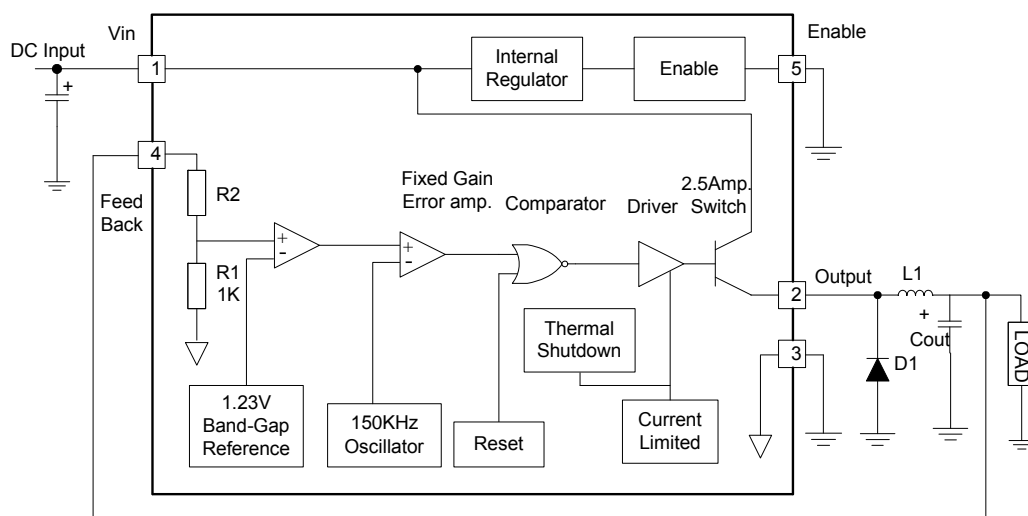 Vin
Enable
DC Input
1
Internal
Regulator
Enable
5
+
4
Feed
Back
R2
Fixed Gain
Error amp.
Comparator
Driver
2.5Amp.
Switch
+
-
+
-
R1
1K
Output
L1
2
+
Cout
LOAD
Thermal
Shutdown
3
D1
1.23V
Band-Gap
Reference
150KHz
Oscillator
Reset
Current
Limited